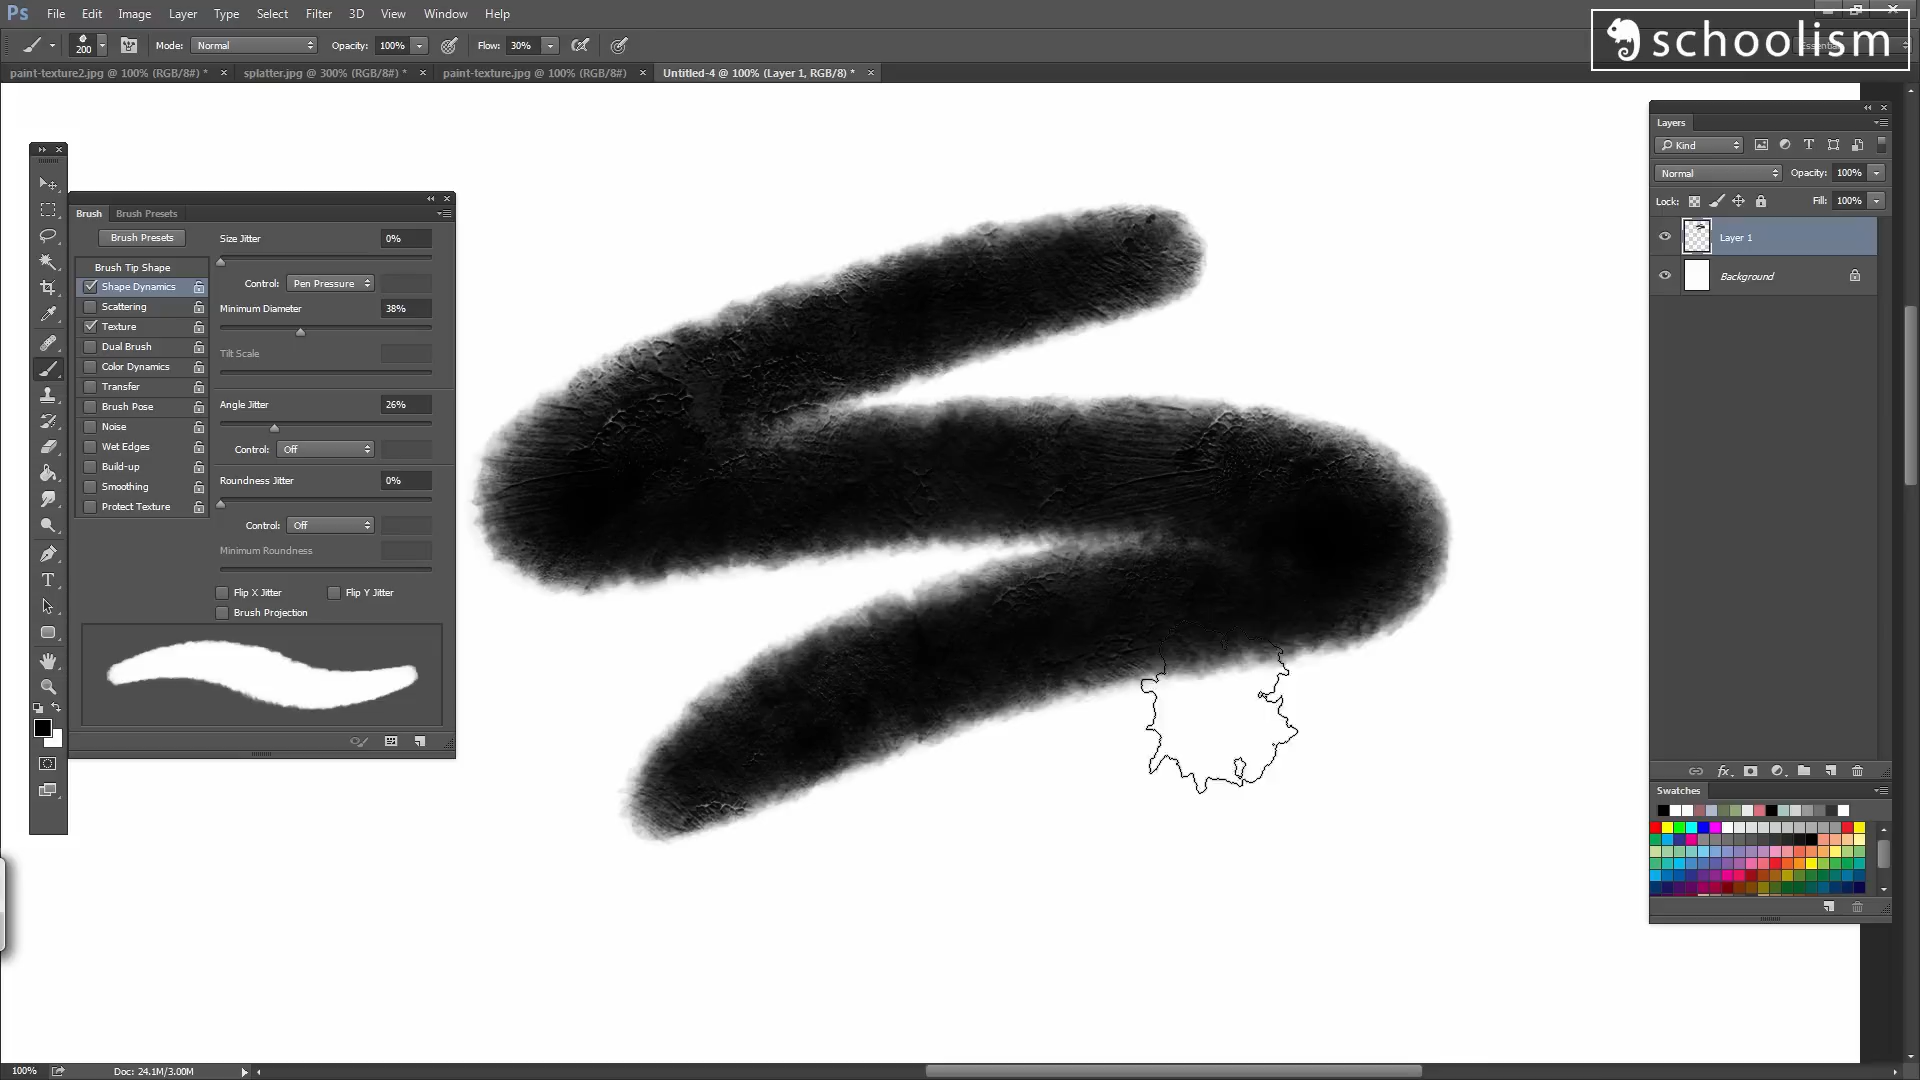 Ps File Edit Image Layer Type Select Filter 3D View Window Help
schoolism
200 Mode: Normal Opacity: 100% Flow: 30%
paint-texture2.jpg @ 100% (RGB/8#) * × splatter.jpg @ 300% (RGB/8#) * × paint-texture.jpg @ 100% (RGB/8#) × Untitled-4 @ 100% (Layer 1, RGB/8) * ×
Brush Brush Presets
Brush Presets
Brush Tip Shape
Shape Dynamics
Scattering
Texture
Dual Brush
Color Dynamics
Transfer
Brush Pose
Noise
Wet Edges
Build-up
Smoothing
Protect Texture
Size Jitter 0%
Control: Pen Pressure
Minimum Diameter 38%
Tilt Scale
Angle Jitter 26%
Control: Off
Roundness Jitter 0%
Control: Off
Minimum Roundness
Flip X Jitter Flip Y Jitter
Brush Projection
Layers
Kind
Normal Opacity: 100%
Lock: Fill: 100%
Layer 1
Background
fx
Swatches
100% Doc: 24.1M/3.00M